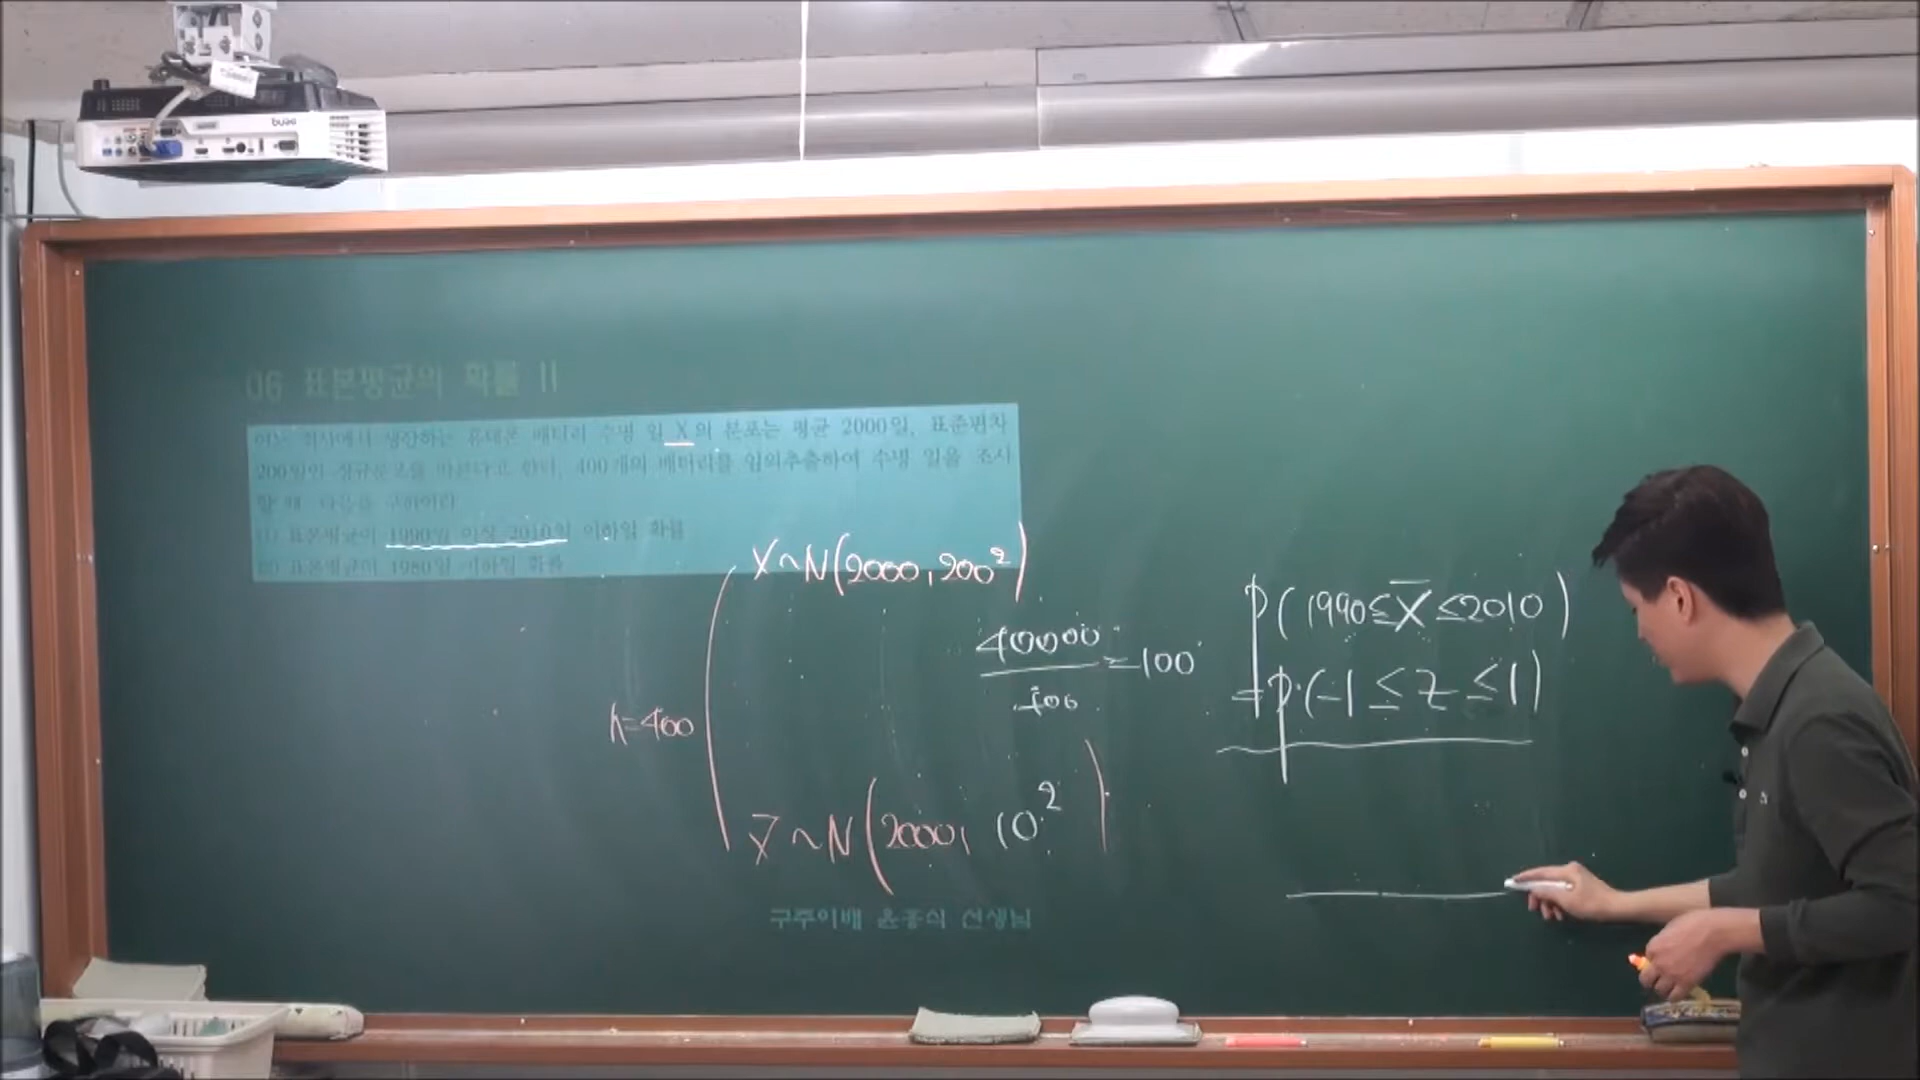 06 표본평균의 확률 II
어느 회사에서 생산하는 휴대폰 배터리 수명 일 X의 분포는 평균 2000일, 표준편차
200일인 정규분포를 따른다고 한다. 400개의 배터리를 임의추출하여 수명 일을 조사
할 때 다음을 구하여라
(1) 표본평균이 1990일 이상 2010일 이하일 확률
표본평균이 1980일 이하일 확률
X~N(2000, 200²)
40000/400=100
n=400
X̄~N(2000, 10²)
P(1990≤X̄≤2010)
=P(-1≤Z≤1)
구주이배 윤홍식 선생님
benq